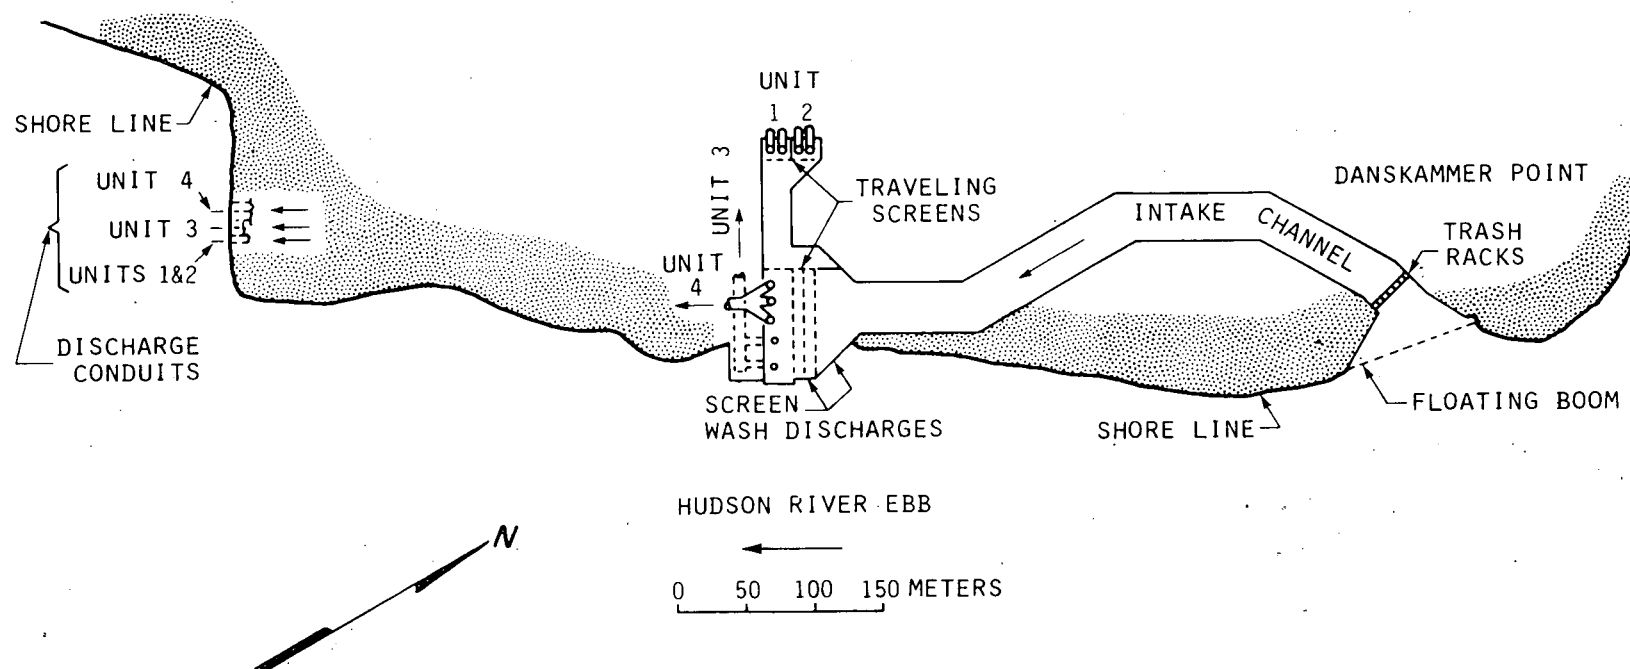 UNIT
1 2
SHORE LINE
UNIT 3
DANSKAMMER POINT
UNIT 4
TRAVELING
SCREENS
INTAKE CHANNEL
UNIT 3
TRASH
RACKS
UNITS 1&2
UNIT
4
DISCHARGE
CONDUITS
SCREEN
WASH DISCHARGES
FLOATING BOOM
SHORE LINE
HUDSON RIVER EBB
N
0 50 100 150 METERS